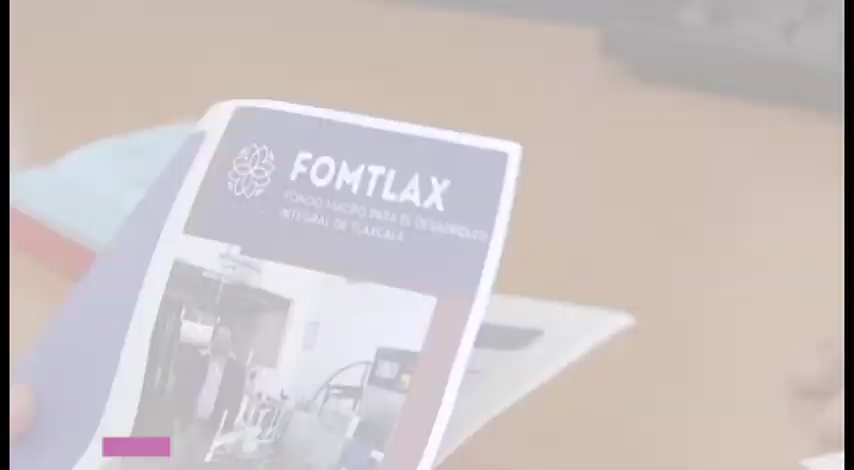 FOMTLAX
FONDO MACRO PARA EL DESARROLLO
INTEGRAL DE TLAXCALA